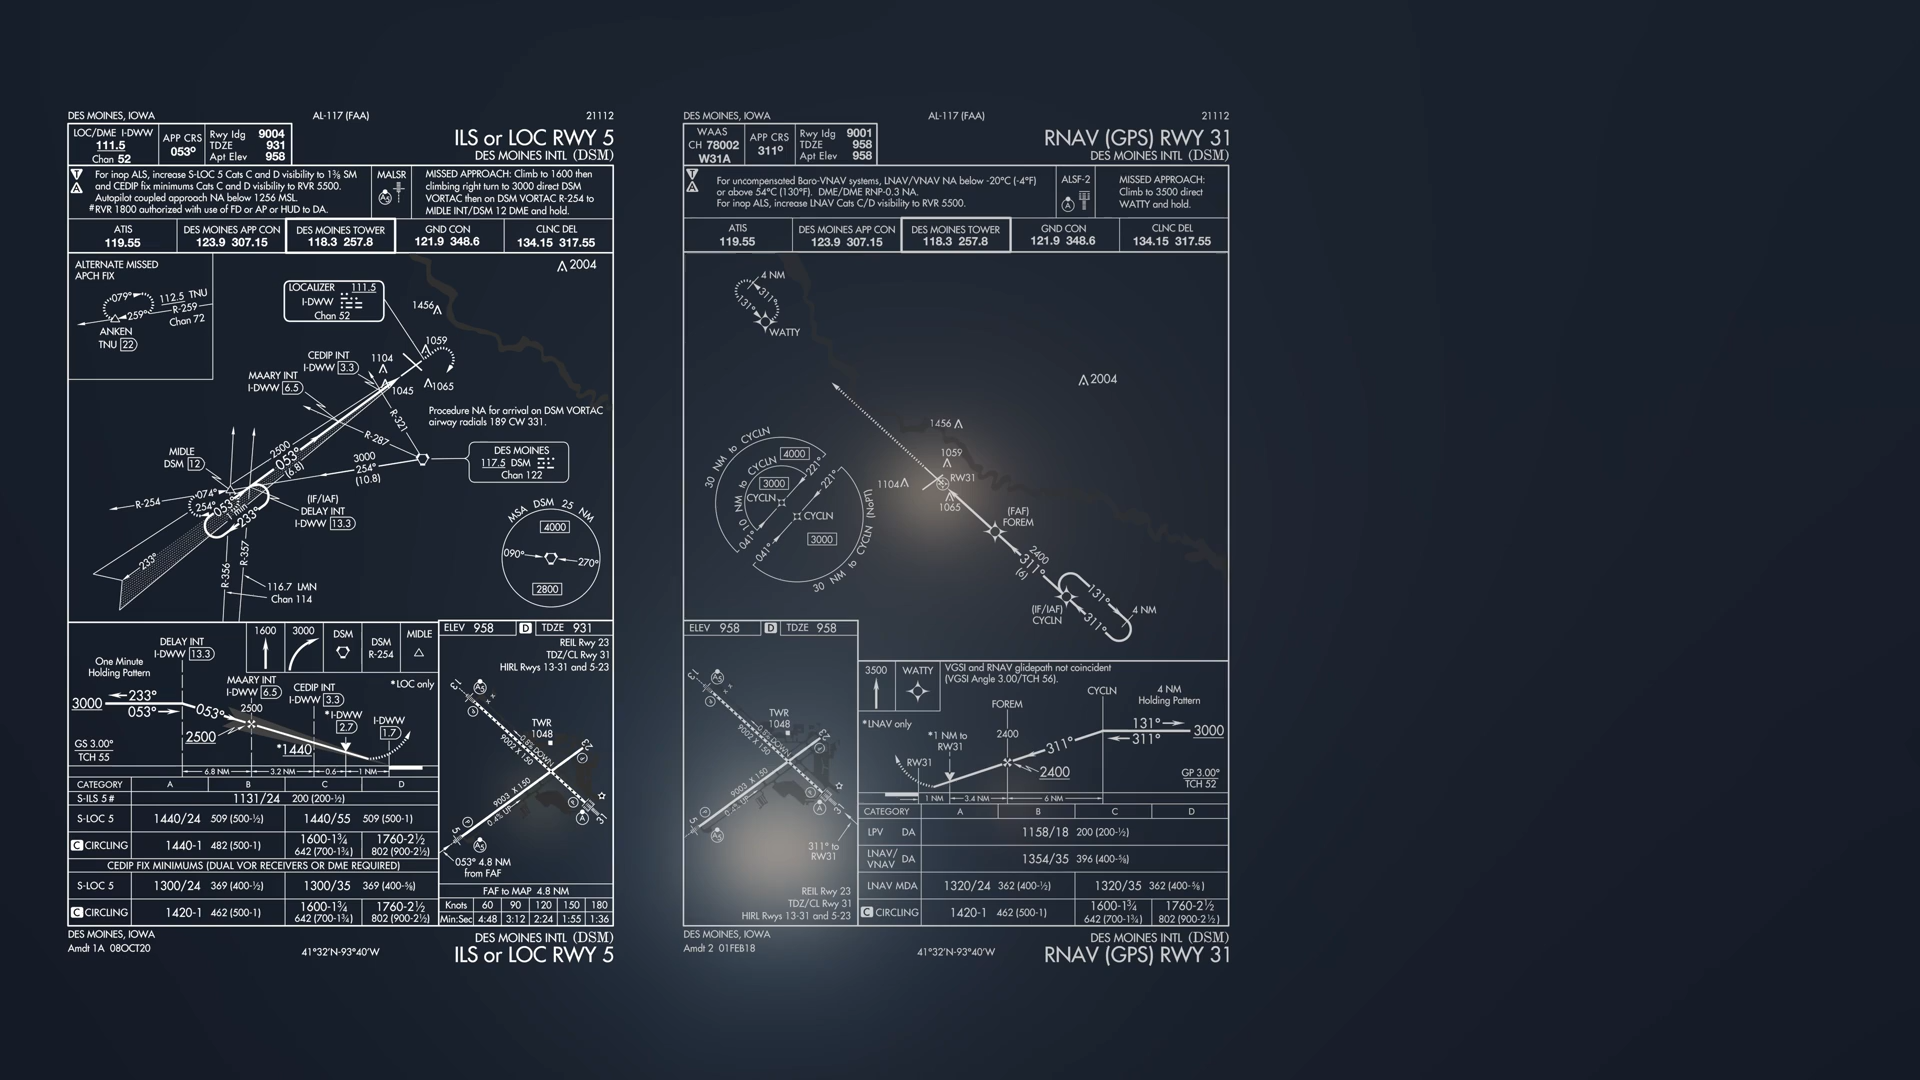 DES MOINES, IOWA
AL-117 (FAA)
21112
LOC/DME I-DWW
111.5
Chan 52
APP CRS
053°
Rwy Idg 9004
TDZE 931
Apt Elev 958
ILS or LOC RWY 5
DES MOINES INTL (DSM)
For inop ALS, increase S-LOC 5 Cats C and D visibility to 1⅜ SM
and CEDIP fix minimums Cats C and D visibility to RVR 5500.
Autopilot coupled approach NA below 1256 MSL.
#RVR 1800 authorized with use of FD or AP or HUD to DA.
MALSR
MISSED APPROACH: Climb to 1600 then
climbing right turn to 3000 direct DSM
VORTAC then on DSM VORTAC R-254 to
MIDLE INT/DSM 12 DME and hold.
ATIS
119.55
DES MOINES APP CON
123.9 307.15
DES MOINES TOWER
118.3 257.8
GND CON
121.9 348.6
CLNC DEL
134.15 317.55
ALTERNATE MISSED
APCH FIX
079°
259°
112.5 TNU
R-259
Chan 72
ANKEN
TNU 22
LOCALIZER 111.5
I-DWW
Chan 52
2004
1456
1059
1104
1045
1065
CEDIP INT
I-DWW 3.3
MAARY INT
I-DWW 6.5
Procedure NA for arrival on DSM VORTAC
airway radials 189 CW 331.
R-321
R-287
MIDLE
DSM 12
2500
053°
(6.8)
3000
254°
(10.8)
DES MOINES
117.5 DSM
Chan 122
R-254
074°
254°
053°
1 min
233°
(IF/IAF)
DELAY INT
I-DWW 13.3
233°
R-356
R-357
116.7 LMN
Chan 114
MSA DSM 25 NM
4000
090°
270°
2800
DELAY INT
I-DWW 13.3
One Minute
Holding Pattern
1600
3000
DSM
DSM
R-254
MIDLE
MAARY INT
I-DWW 6.5
CEDIP INT
I-DWW 3.3
*LOC only
3000
233°
053°
053°
2500
2500
*I-DWW
2.7
I-DWW
1.7
*1440
GS 3.00°
TCH 55
6.8 NM
3.2 NM
0.6
1 NM
CATEGORY A B C D
S-ILS 5 # 1131/24 200 (200-½)
S-LOC 5 1440/24 509 (500-½) 1440/55 509 (500-1)
C CIRCLING 1440-1 482 (500-1) 1600-1¾ 642 (700-1¾) 1760-2½ 802 (900-2½)
CEDIP FIX MINIMUMS (DUAL VOR RECEIVERS OR DME REQUIRED)
S-LOC 5 1300/24 369 (400-½) 1300/35 369 (400-⅝)
C CIRCLING 1420-1 462 (500-1) 1600-1¾ 642 (700-1¾) 1760-2½ 802 (900-2½)
ELEV 958
D
TDZE 931
REIL Rwy 23
TDZ/CL Rwy 31
HIRL Rwys 13-31 and 5-23
13
TWR
1048
0.8% DOWN
9002 X 150
23
9003 X 150
0.4% UP
5
31
053° 4.8 NM
from FAF
FAF to MAP 4.8 NM
Knots 60 90 120 150 180
Min:Sec 4:48 3:12 2:24 1:55 1:36
DES MOINES, IOWA
Amdt 1A 08OCT20
41°32'N-93°40'W
DES MOINES INTL (DSM)
ILS or LOC RWY 5
DES MOINES, IOWA
AL-117 (FAA)
21112
WAAS
CH 78002
W31A
APP CRS
311°
Rwy Idg 9001
TDZE 958
Apt Elev 958
RNAV (GPS) RWY 31
DES MOINES INTL (DSM)
For uncompensated Baro-VNAV systems, LNAV/VNAV NA below -20°C (-4°F)
or above 54°C (130°F). DME/DME RNP-0.3 NA.
For inop ALS, increase LNAV Cats C/D visibility to RVR 5500.
ALSF-2
MISSED APPROACH:
Climb to 3500 direct
WATTY and hold.
ATIS
119.55
DES MOINES APP CON
123.9 307.15
DES MOINES TOWER
118.3 257.8
GND CON
121.9 348.6
CLNC DEL
134.15 317.55
4 NM
311°
131°
WATTY
2004
1456
1059
1104
RW31
1065
30 NM to CYCLN
10 NM to CYCLN
4000
3000
221°
221°
CYCLN
CYCLN
3000
041°
041°
30 NM to CYCLN (NoPT)
(FAF)
FOREM
2400
311°
(6)
(IF/IAF)
CYCLN
131°
311°
4 NM
ELEV 958
D
TDZE 958
13
TWR
1048
0.8% DOWN
9002 X 150
23
9003 X 150
0.4% UP
5
31
311° to
RW31
REIL Rwy 23
TDZ/CL Rwy 31
HIRL Rwys 13-31 and 5-23
3500
WATTY
VGSI and RNAV glidepath not coincident
(VGSI Angle 3.00/TCH 56).
CYCLN
4 NM
Holding Pattern
FOREM
*LNAV only
*1 NM to
RW31
2400
131°
311°
3000
311°
RW31
2400
GP 3.00°
TCH 52
1 NM
3.4 NM
6 NM
CATEGORY A B C D
LPV DA 1158/18 200 (200-½)
LNAV/
VNAV DA 1354/35 396 (400-⅝)
LNAV MDA 1320/24 362 (400-½) 1320/35 362 (400-⅝)
C CIRCLING 1420-1 462 (500-1) 1600-1¾ 642 (700-1¾) 1760-2½ 802 (900-2½)
DES MOINES, IOWA
Amdt 2 01FEB18
41°32'N-93°40'W
DES MOINES INTL (DSM)
RNAV (GPS) RWY 31